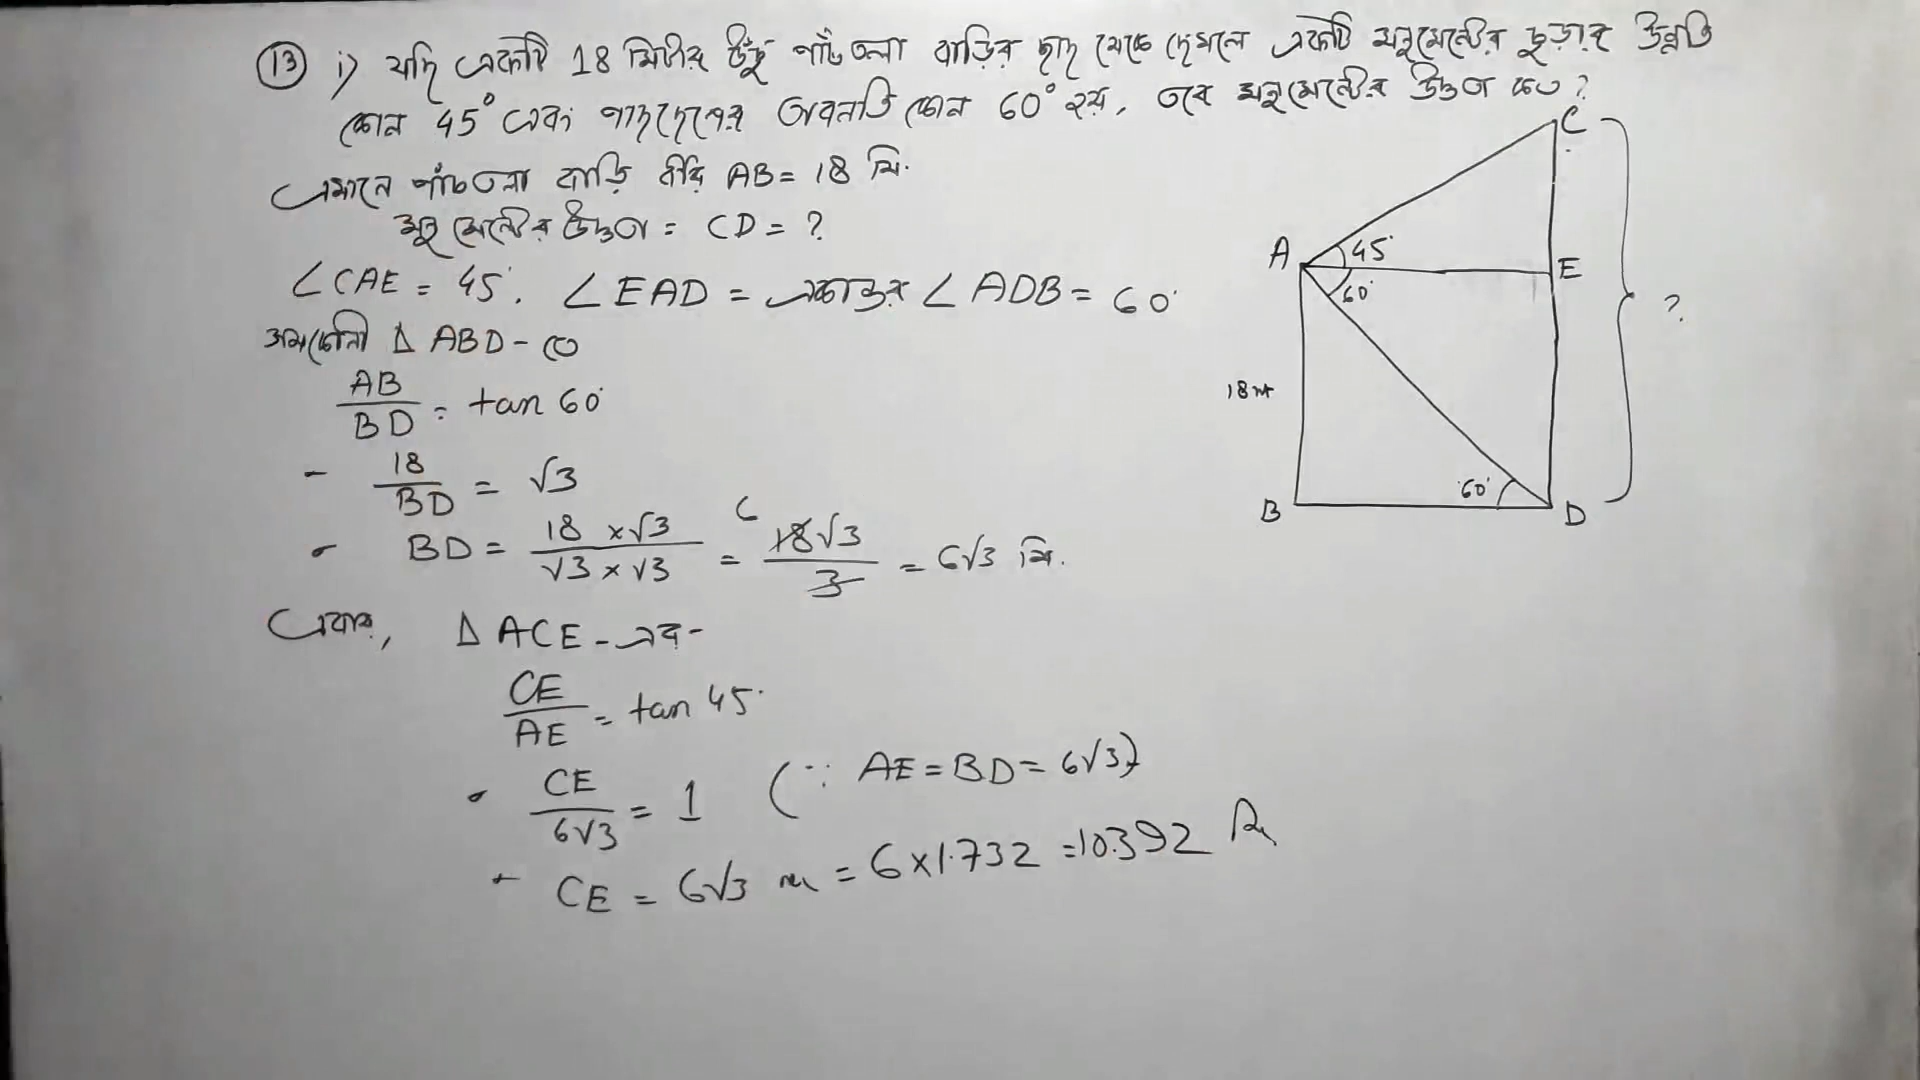 13 i) যদি একটি 18 মিটার উঁচু পাঁচতলা বাড়ির ছাদ থেকে দেখলে একটি মনুমেন্টের চূড়ার উন্নতি
কোন 45° এবং পাদদেশের অবনতি কোন 60° হয়, তবে মনুমেন্টের উচ্চতা কত?
এখানে পাঁচতলা বাড়ি AB = 18 মি.
মনুমেন্টের উচ্চতা = CD = ?
∠CAE = 45°. ∠EAD = একান্তর ∠ADB = 60°
সমকোনী Δ ABD-তে
AB/BD = tan 60°
18/BD = √3
BD = 18 × √3 / √3 × √3 = 18√3 / 3 = 6√3 মি.
6
এবার, Δ ACE-এর-
CE/AE = tan 45°
CE/6√3 = 1 (∵ AE = BD = 6√3)
CE = 6√3 m = 6×1.732 = 10.392 মি
C
A 45° E
60°
?
18 m
60°
B D